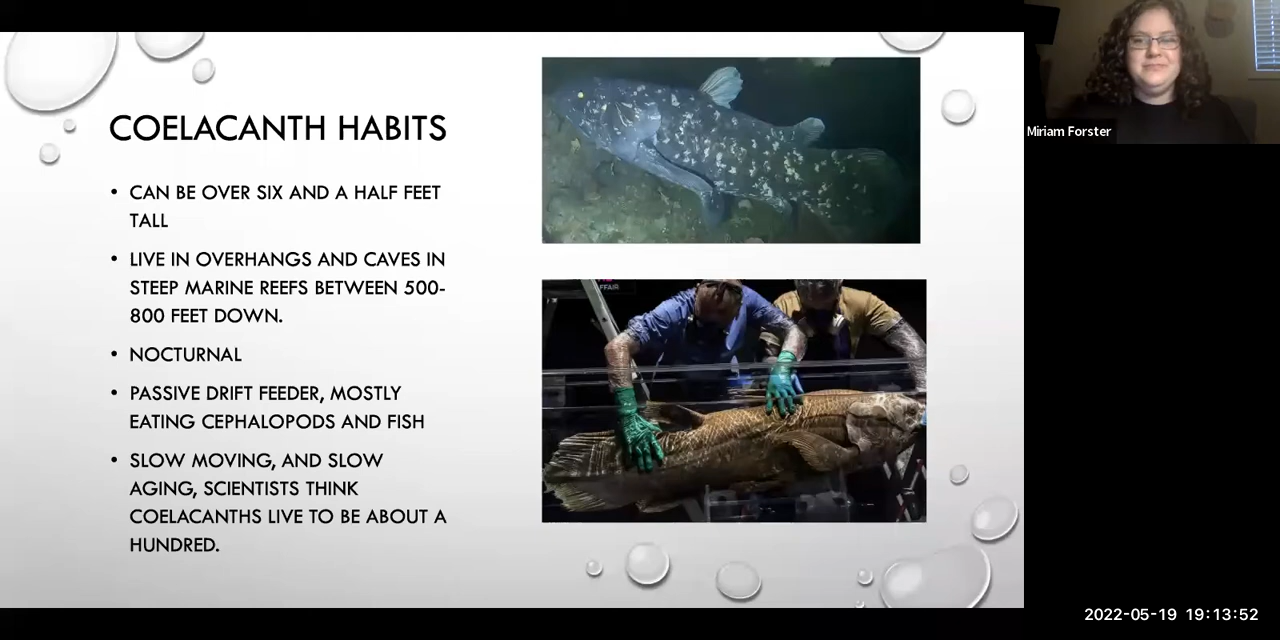 COELACANTH HABITS
• CAN BE OVER SIX AND A HALF FEET
TALL
• LIVE IN OVERHANGS AND CAVES IN
STEEP MARINE REEFS BETWEEN 500-
800 FEET DOWN.
• NOCTURNAL
• PASSIVE DRIFT FEEDER, MOSTLY
EATING CEPHALOPODS AND FISH
• SLOW MOVING, AND SLOW
AGING, SCIENTISTS THINK
COELACANTHS LIVE TO BE ABOUT A
HUNDRED.
Miriam Forster
2022-05-19 19:13:52